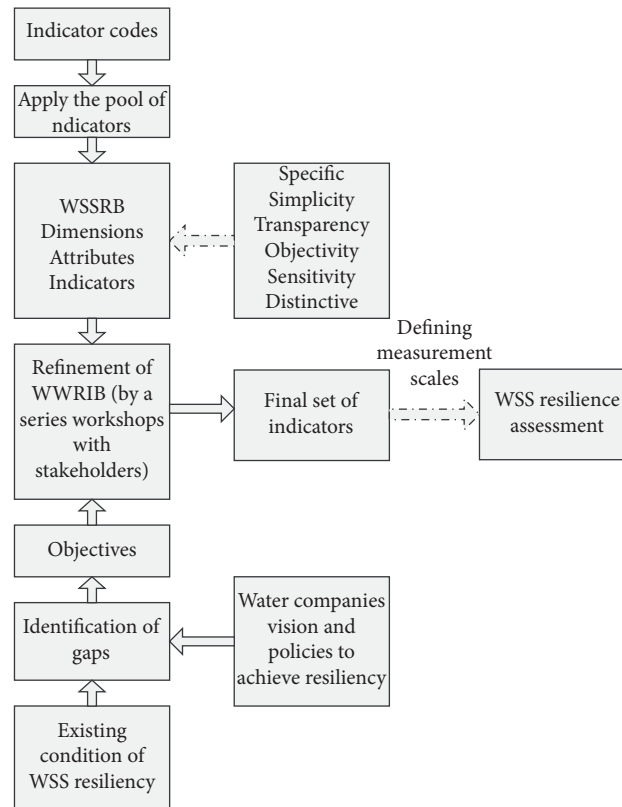 Indicator codes
Apply the pool of
ndicators
WSSRB
Dimensions
Attributes
Indicators
Specific
Simplicity
Transparency
Objectivity
Sensitivity
Distinctive
Refinement of
WWRIB (by a
series workshops
with
stakeholders)
Final set of
indicators
Defining
measurement
scales
WSS resilience
assessment
Objectives
Identification of
gaps
Water companies
vision and
policies to
achieve resiliency
Existing
condition of
WSS resiliency